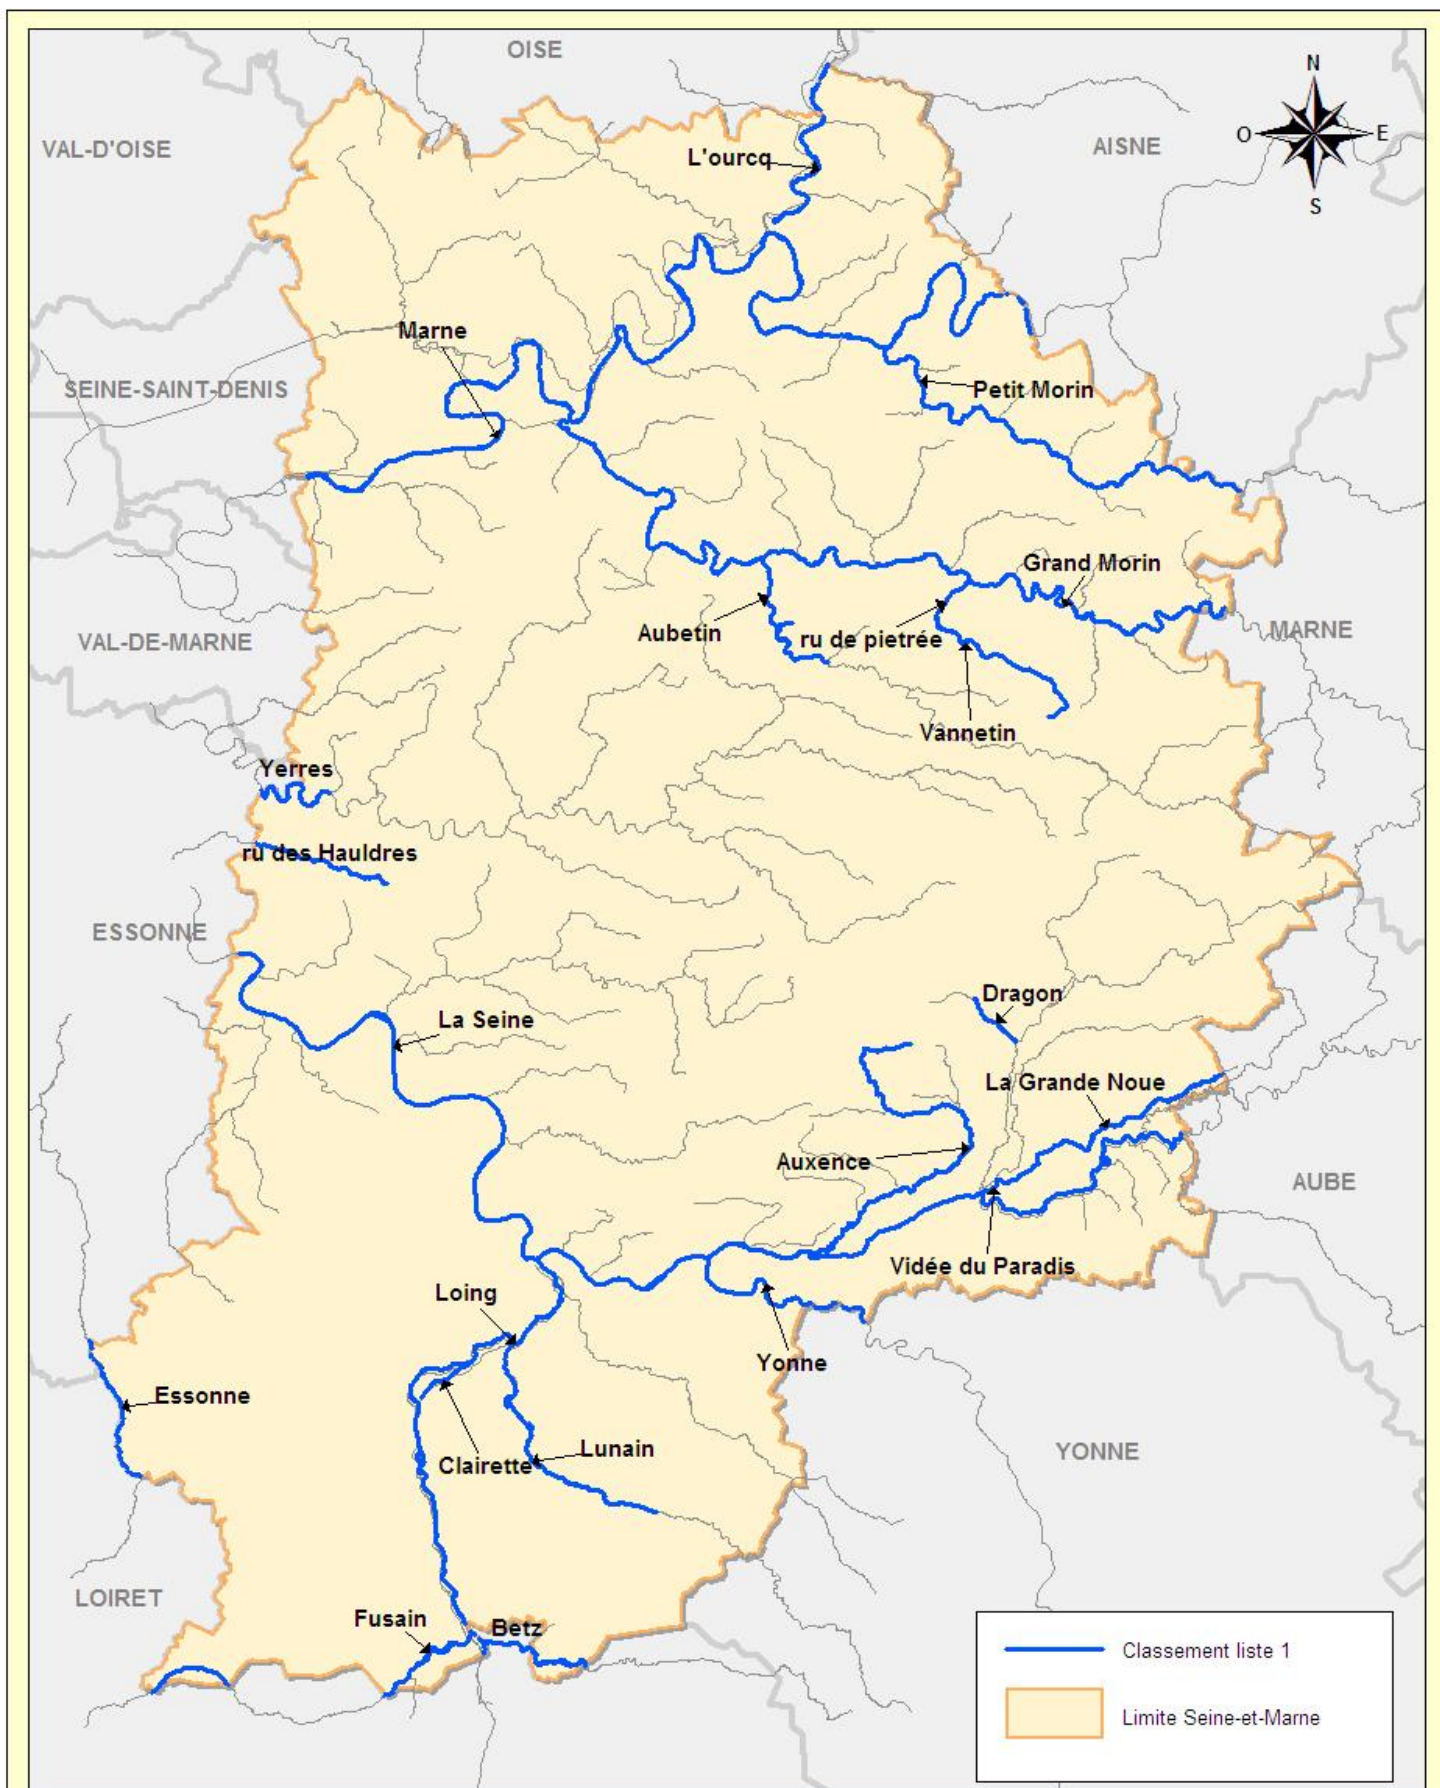 OISE
N
VAL-D'OISE
O
E
AISNE
L'ourcq
S
Marne
SEINE-SAINT-DENIS
Petit Morin
Grand Morin
Aubetin
ru de pietrée
MARNE
VAL-DE-MARNE
Vannetin
Yerres
ru des Hauldres
ESSONNE
Dragon
La Seine
La Grande Noue
Auxence
AUBE
Vidée du Paradis
Loing
Yonne
Essonne
Lunain
YONNE
Clairette
LOIRET
Fusain
Betz
Classement liste 1
Limite Seine-et-Marne